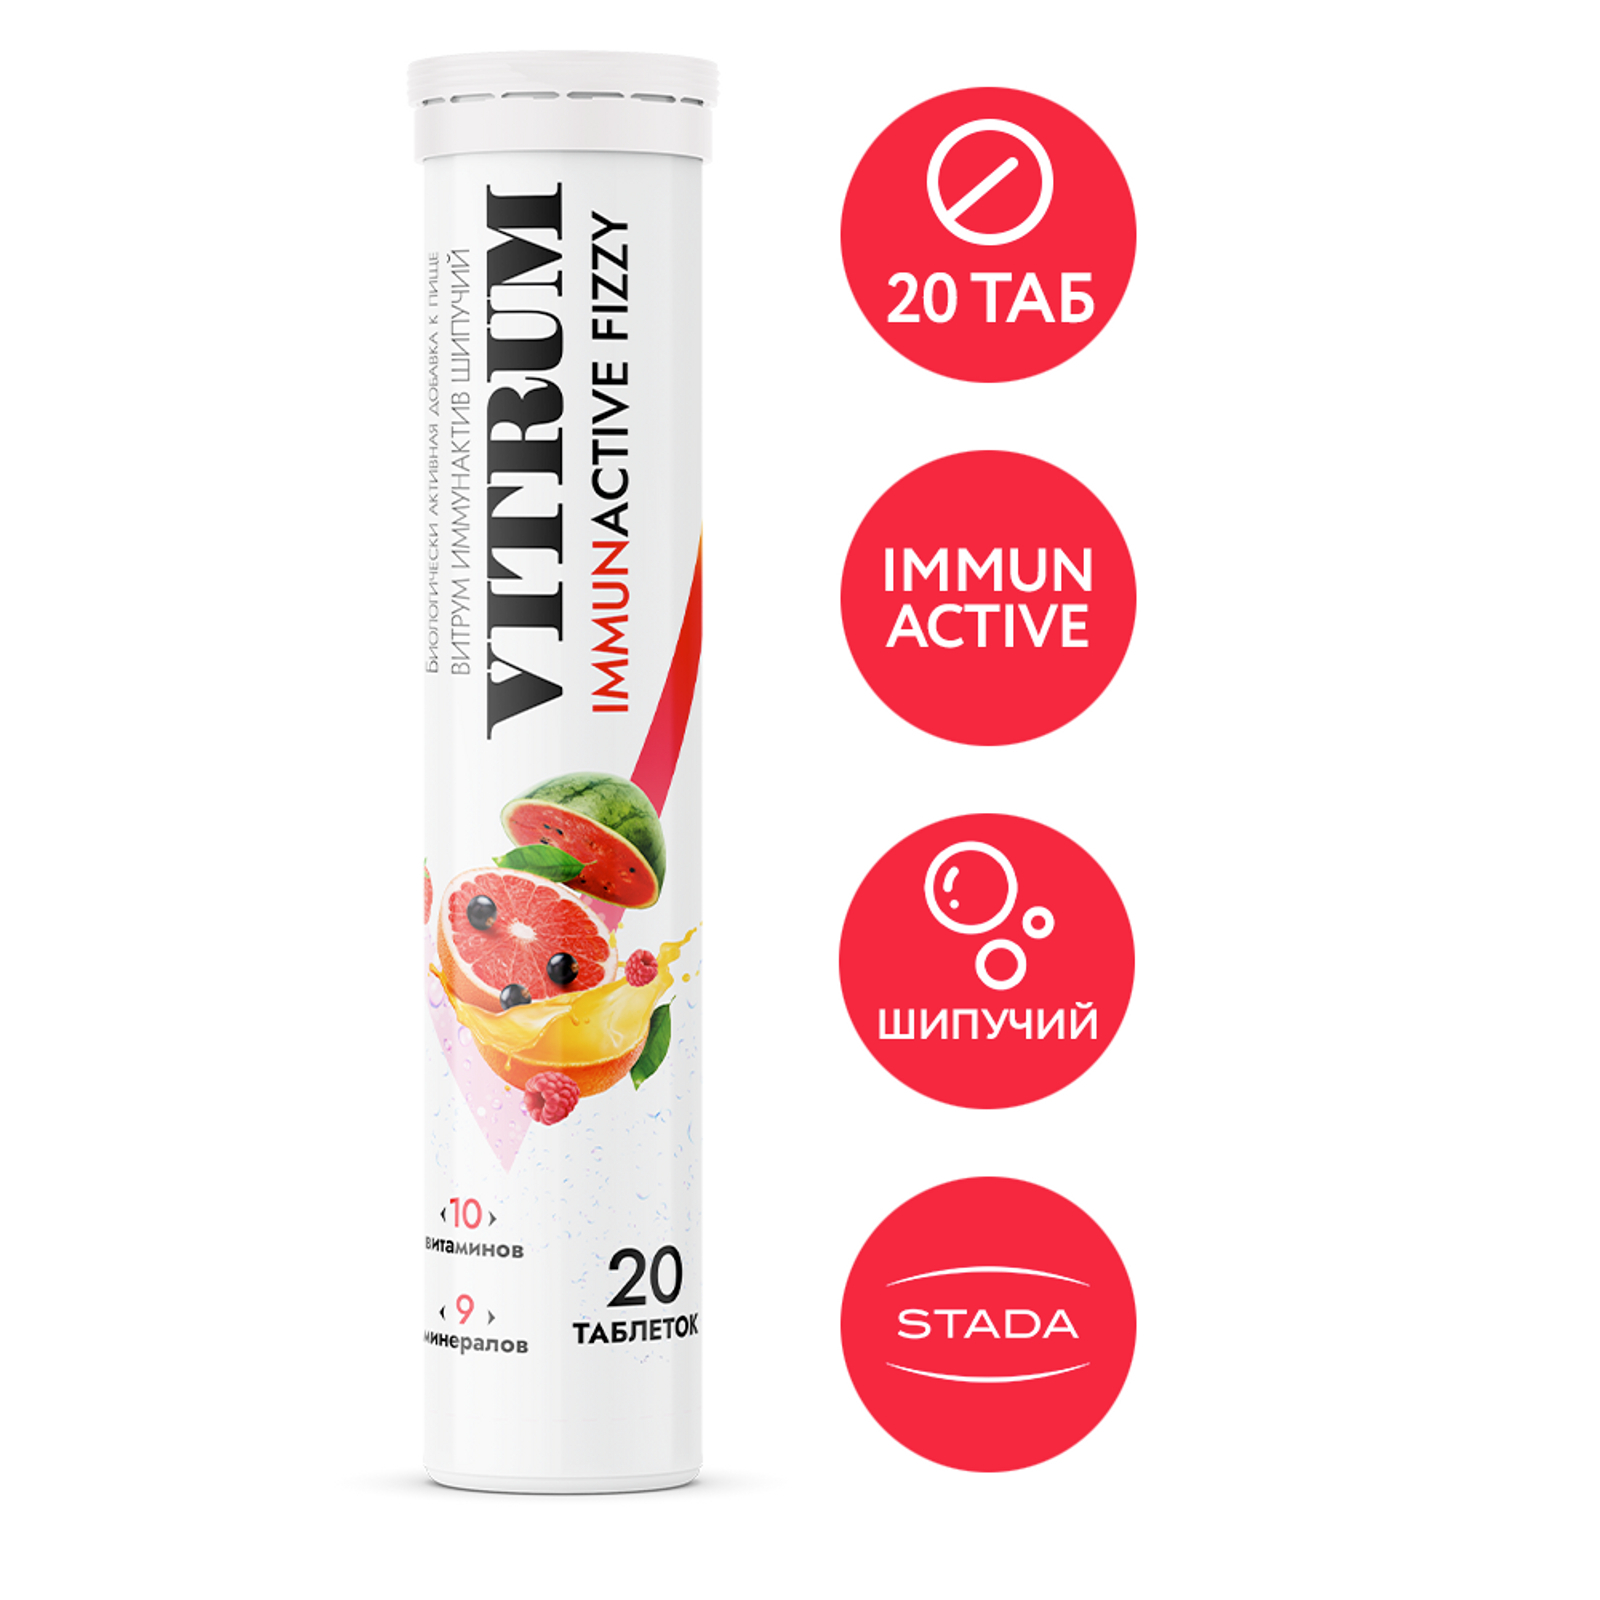 Биологически активная добавка к пище
ВИТРУМ ИММУНАКТИВ ШИПУЧИЙ
VITRUM
IMMUNACTIVE FIZZY
10
витаминов
9
минералов
20
ТАБЛЕТОК
20 ТАБ
IMMUN
ACTIVE
ШИПУЧИЙ
STADA